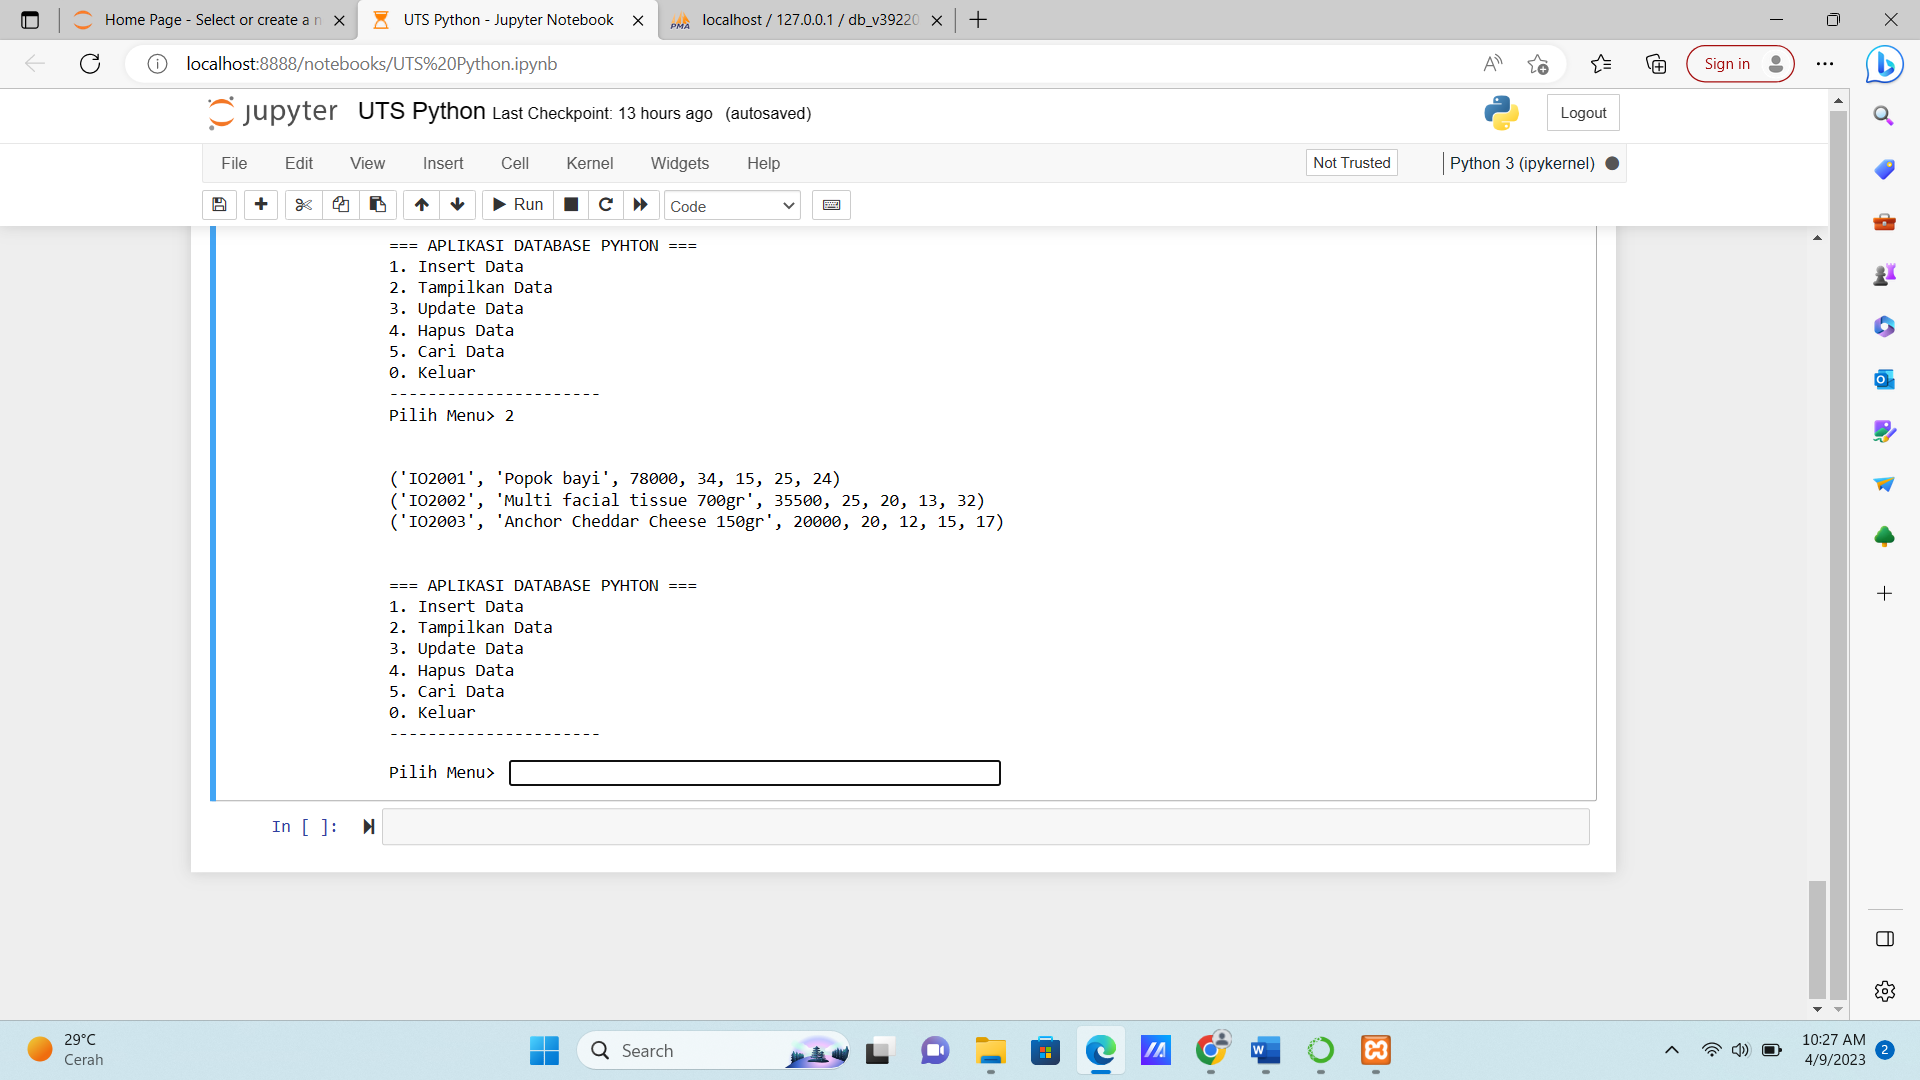 Home Page - Select or create a n
UTS Python - Jupyter Notebook
PMA
localhost / 127.0.0.1 / db_v39220
localhost:8888/notebooks/UTS%20Python.ipynb
Sign in
jupyter UTS Python Last Checkpoint: 13 hours ago (autosaved)
Logout
File Edit View Insert Cell Kernel Widgets Help
Not Trusted
Python 3 (ipykernel)
Run
Code
=== APLIKASI DATABASE PYHTON ===
1. Insert Data
2. Tampilkan Data
3. Update Data
4. Hapus Data
5. Cari Data
0. Keluar
----------------------
Pilih Menu> 2
('IO2001', 'Popok bayi', 78000, 34, 15, 25, 24)
('IO2002', 'Multi facial tissue 700gr', 35500, 25, 20, 13, 32)
('IO2003', 'Anchor Cheddar Cheese 150gr', 20000, 20, 12, 15, 17)
=== APLIKASI DATABASE PYHTON ===
1. Insert Data
2. Tampilkan Data
3. Update Data
4. Hapus Data
5. Cari Data
0. Keluar
----------------------
Pilih Menu>
In [ ]:
29°C
Cerah
Search
10:27 AM
4/9/2023
2